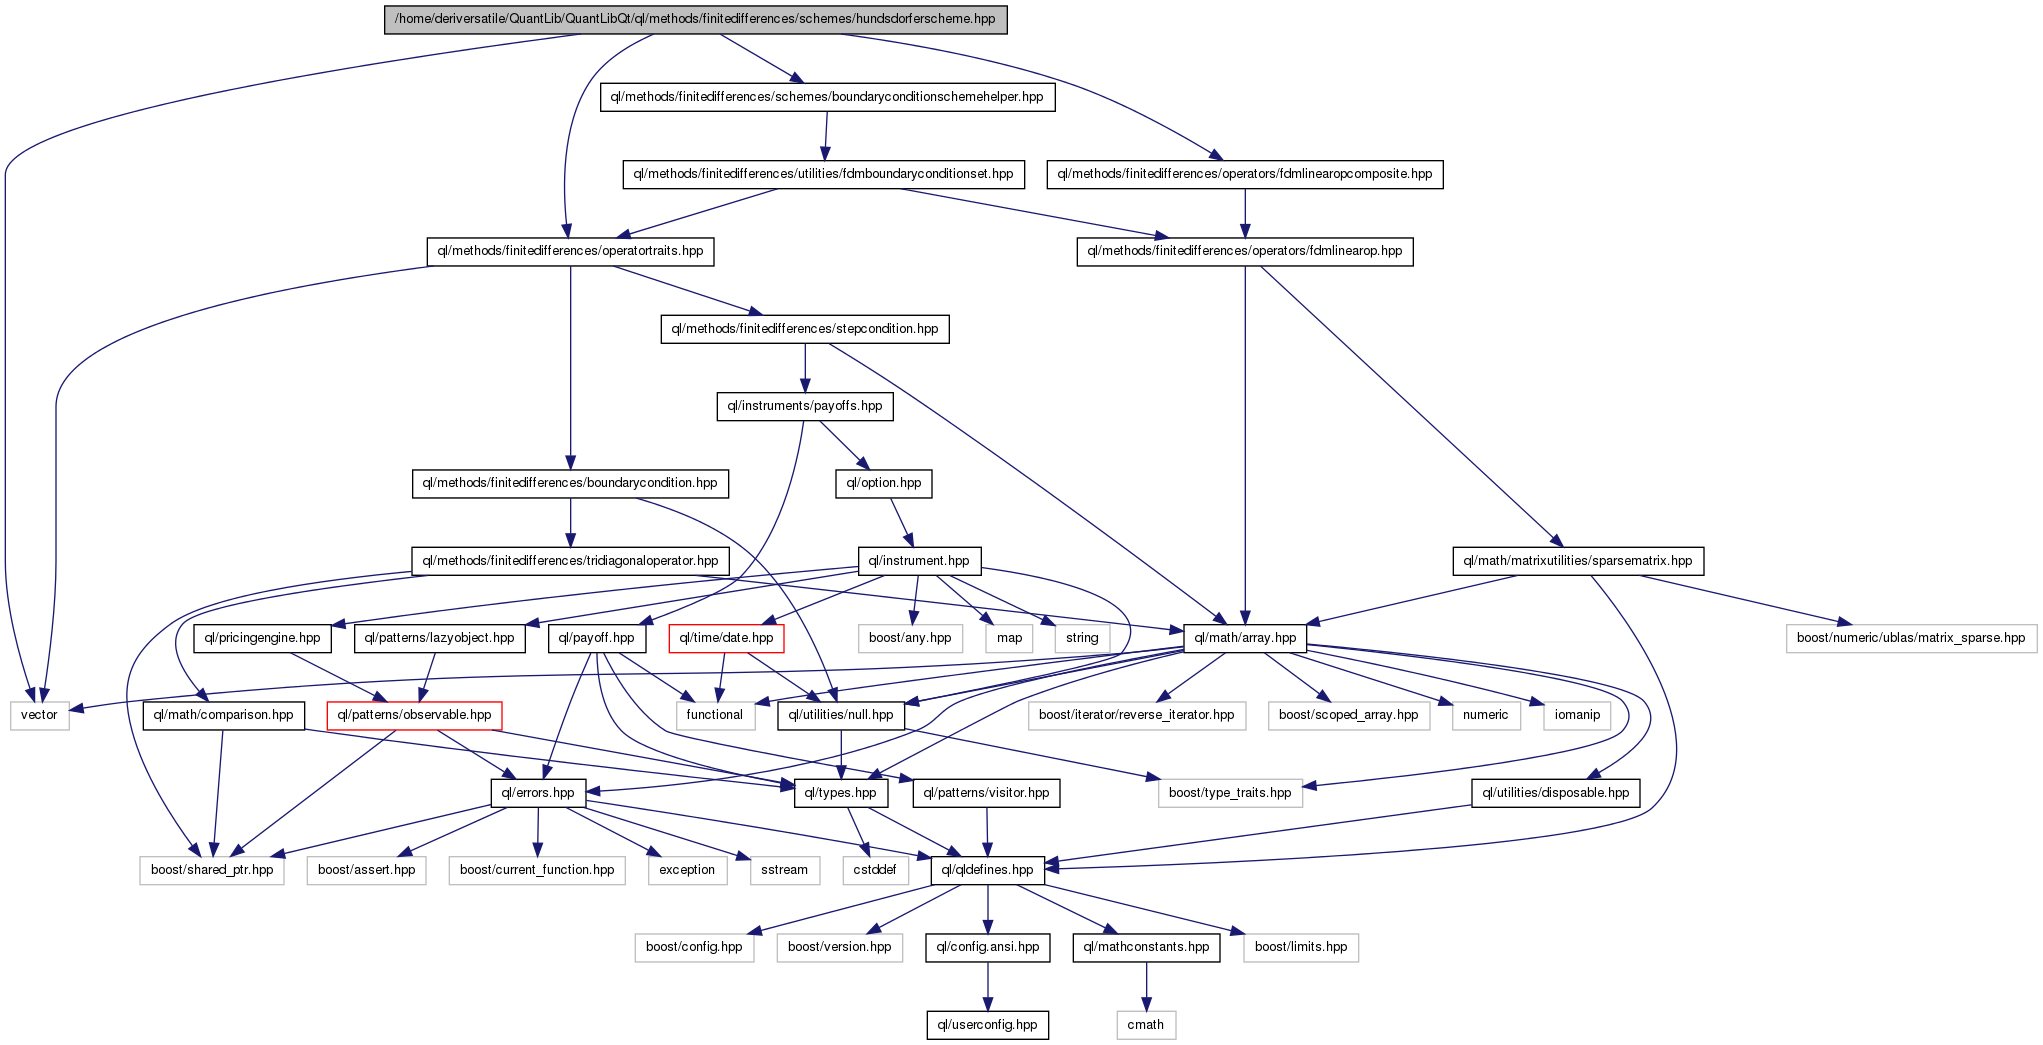 /home/deriversatile/QuantLib/QuantLibQt/ql/methods/finitedifferences/schemes/hundsdorferscheme.hpp
ql/methods/finitedifferences/schemes/boundaryconditionschemehelper.hpp
ql/methods/finitedifferences/utilities/fdmboundaryconditionset.hpp
ql/methods/finitedifferences/operators/fdmlinearopcomposite.hpp
ql/methods/finitedifferences/operatortraits.hpp
ql/methods/finitedifferences/operators/fdmlinearop.hpp
ql/methods/finitedifferences/stepcondition.hpp
ql/instruments/payoffs.hpp
ql/methods/finitedifferences/boundarycondition.hpp
ql/option.hpp
ql/methods/finitedifferences/tridiagonaloperator.hpp
ql/instrument.hpp
ql/math/matrixutilities/sparsematrix.hpp
ql/pricingengine.hpp
ql/patterns/lazyobject.hpp
ql/payoff.hpp
ql/time/date.hpp
boost/any.hpp
map
string
ql/math/array.hpp
boost/numeric/ublas/matrix_sparse.hpp
vector
ql/math/comparison.hpp
ql/patterns/observable.hpp
functional
ql/utilities/null.hpp
boost/iterator/reverse_iterator.hpp
boost/scoped_array.hpp
numeric
iomanip
ql/errors.hpp
ql/types.hpp
ql/patterns/visitor.hpp
boost/type_traits.hpp
ql/utilities/disposable.hpp
boost/shared_ptr.hpp
boost/assert.hpp
boost/current_function.hpp
exception
sstream
cstddef
ql/qldefines.hpp
boost/config.hpp
boost/version.hpp
ql/config.ansi.hpp
ql/mathconstants.hpp
boost/limits.hpp
ql/userconfig.hpp
cmath